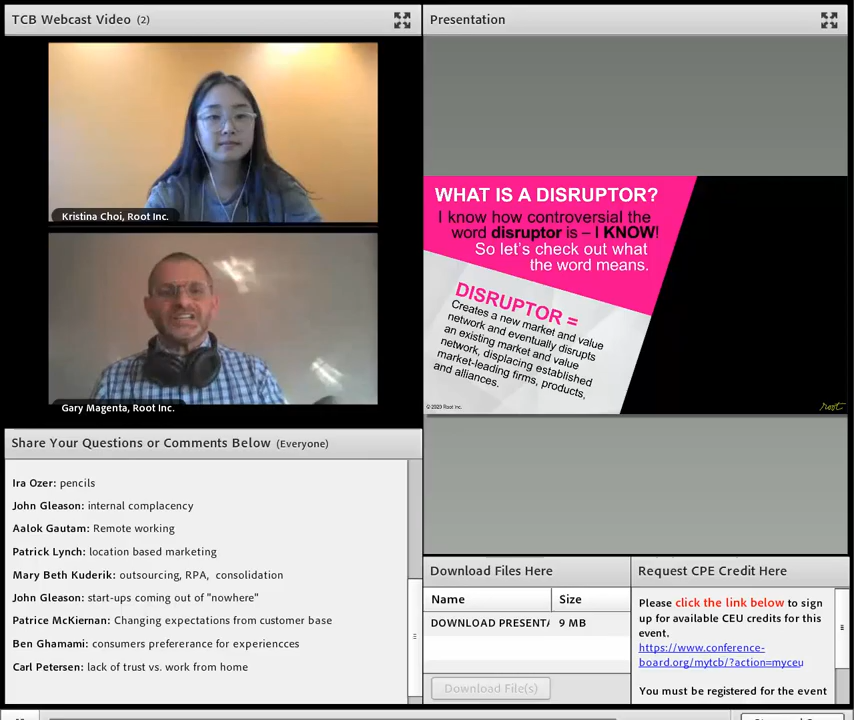 TCB Webcast Video (2)
Kristina Choi, Root Inc.
Gary Magenta, Root Inc.
Share Your Questions or Comments Below (Everyone)
Ira Ozer: pencils
John Gleason: internal complacency
Aalok Gautam: Remote working
Patrick Lynch: location based marketing
Mary Beth Kuderik: outsourcing, RPA, consolidation
John Gleason: start-ups coming out of "nowhere"
Patrice McKiernan: Changing expectations from customer base
Ben Ghamami: consumers prefererance for experiencces
Carl Petersen: lack of trust vs. work from home
Presentation
WHAT IS A DISRUPTOR?
I know how controversial the
word disruptor is – I KNOW!
So let's check out what
the word means.
DISRUPTOR =
Creates a new market and value
network and eventually disrupts
an existing market and value
network, displacing established
market-leading firms, products,
and alliances.
© 2020 Root Inc.
root
Download Files Here
Name Size
DOWNLOAD PRESENTA 9 MB
Download File(s)
Request CPE Credit Here
Please click the link below to sign
up for available CEU credits for this
event,
https://www.conference-
board.org/mytcb/?action=myceu
You must be registered for the event